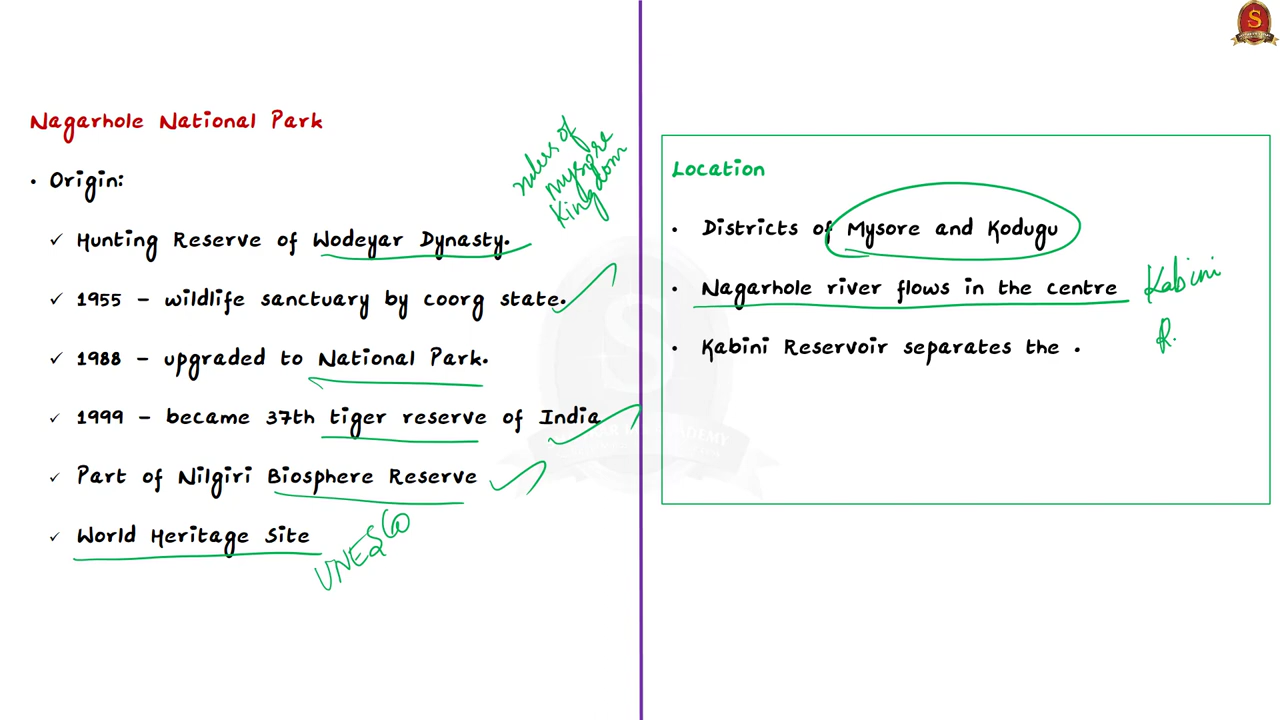 Nagarhole National Park
• Origin:
✓ Hunting Reserve of Wodeyar Dynasty.
rulers of
mysore
Kingdom
✓ 1955 – wildlife sanctuary by coorg state.
✓ 1988 – upgraded to National Park.
✓ 1999 – became 37th tiger reserve of India
✓ Part of Nilgiri Biosphere Reserve
✓ World Heritage Site
UNESCO
Location
• Districts of Mysore and Kodugu
• Nagarhole river flows in the centre
Kabini
R.
• Kabini Reservoir separates the .
S